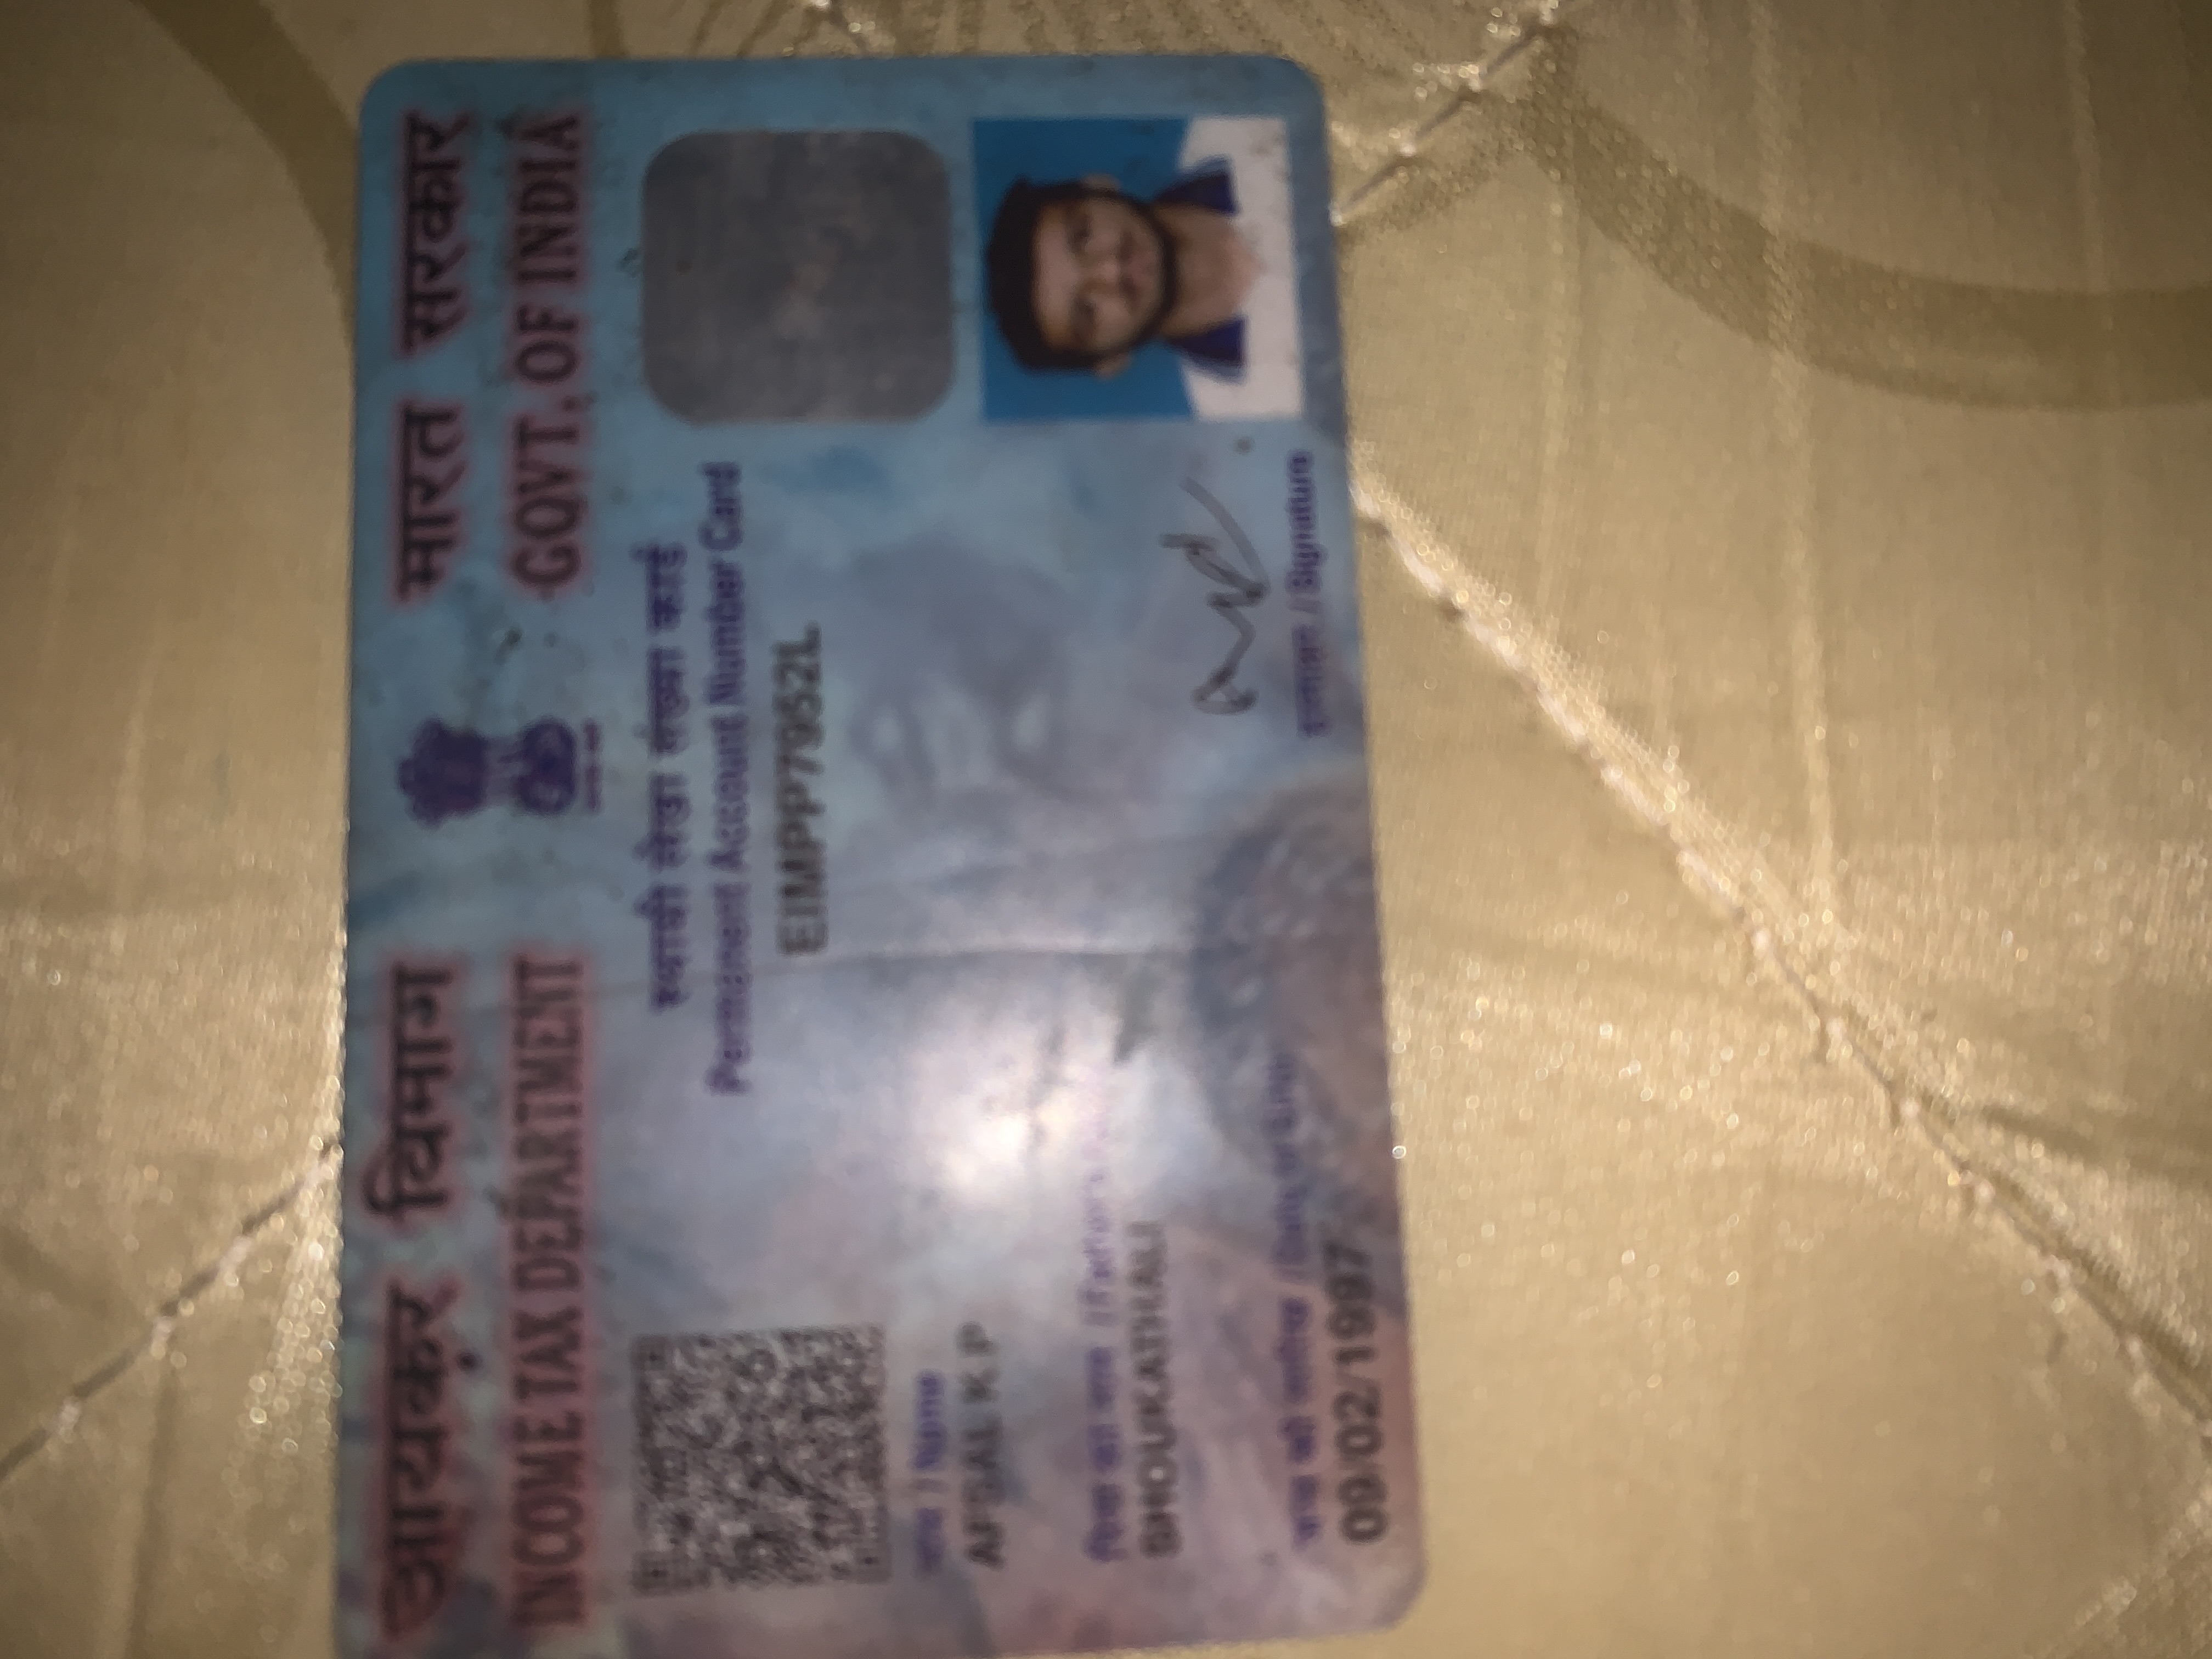 आयकर विभाग
भारत सरकार
INCOME TAX DEPARTMENT
GOVT. OF INDIA
स्थायी लेखा संख्या कार्ड
Permanent Account Number Card
EIMPP7952L
नाम / Name
AFSAL K P
पिता का नाम / Father's Name
SHOUKATHALI
जन्म की तारीख / Date of Birth
09/02/1997
हस्ताक्षर / Signature